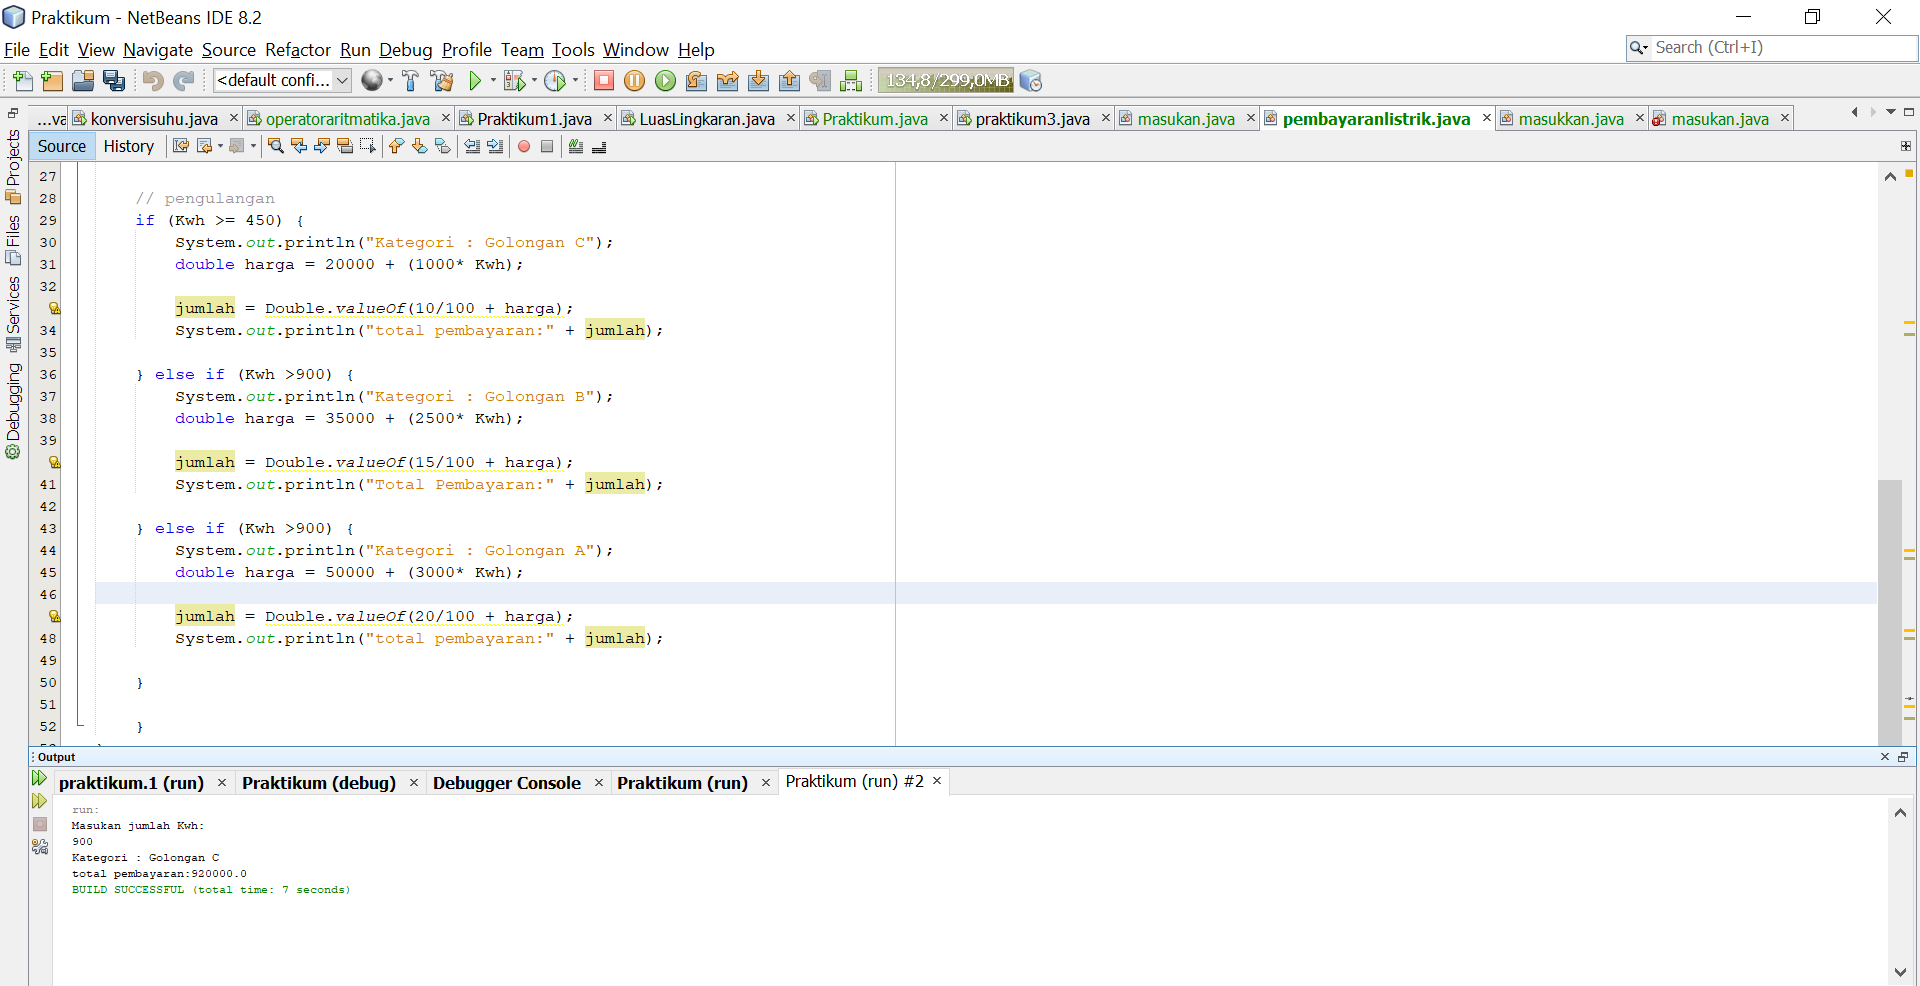 Praktikum - NetBeans IDE 8.2
File Edit View Navigate Source Refactor Run Debug Profile Team Tools Window Help
Search (Ctrl+I)
<default confi...
134,8/299,0MB
...va konversisuhu.java operatoraritmatika.java Praktikum1.java LuasLingkaran.java Praktikum.java praktikum3.java masukan.java pembayaranlistrik.java masukkan.java masukan.java
Projects
Files
Services
Debugging
Source History
27
28 // pengulangan
29 if (Kwh >= 450) {
30 System.out.println("Kategori : Golongan C");
31 double harga = 20000 + (1000* Kwh);
32
jumlah = Double.valueOf(10/100 + harga);
34 System.out.println("total pembayaran:" + jumlah);
35
36 } else if (Kwh >900) {
37 System.out.println("Kategori : Golongan B");
38 double harga = 35000 + (2500* Kwh);
39
jumlah = Double.valueOf(15/100 + harga);
41 System.out.println("Total Pembayaran:" + jumlah);
42
43 } else if (Kwh >900) {
44 System.out.println("Kategori : Golongan A");
45 double harga = 50000 + (3000* Kwh);
46
jumlah = Double.valueOf(20/100 + harga);
48 System.out.println("total pembayaran:" + jumlah);
49
50 }
51
52 }
Output
praktikum.1 (run) Praktikum (debug) Debugger Console Praktikum (run) Praktikum (run) #2
run:
Masukan jumlah Kwh:
900
Kategori : Golongan C
total pembayaran:920000.0
BUILD SUCCESSFUL (total time: 7 seconds)